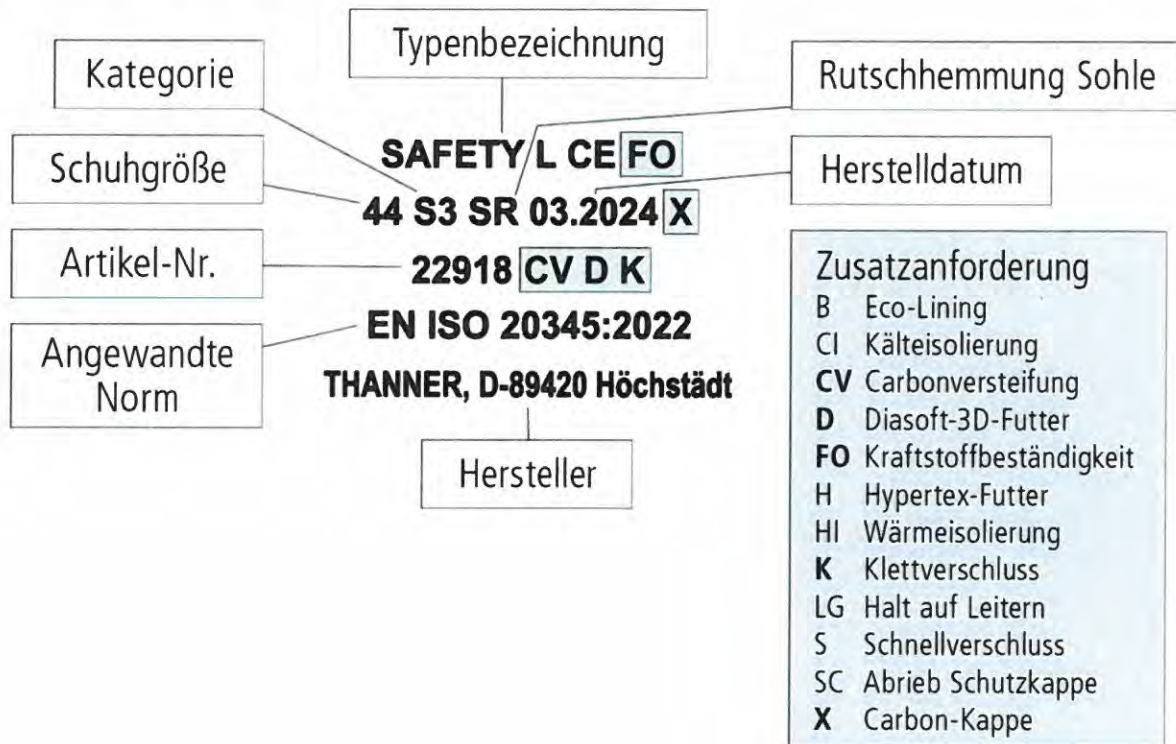 Typenbezeichnung
Kategorie
Rutschhemmung Sohle
SAFETY L CE FO
Schuhgröße
Herstelldatum
44 S3 SR 03.2024 X
Artikel-Nr.
22918 CV D K
EN ISO 20345:2022
Angewandte
Norm
THANNER, D-89420 Höchstädt
Hersteller
Zusatzanforderung
B Eco-Lining
CI Kälteisolierung
CV Carbonversteifung
D Diasoft-3D-Futter
FO Kraftstoffbeständigkeit
H Hypertex-Futter
HI Wärmeisolierung
K Klettverschluss
LG Halt auf Leitern
S Schnellverschluss
SC Abrieb Schutzkappe
X Carbon-Kappe